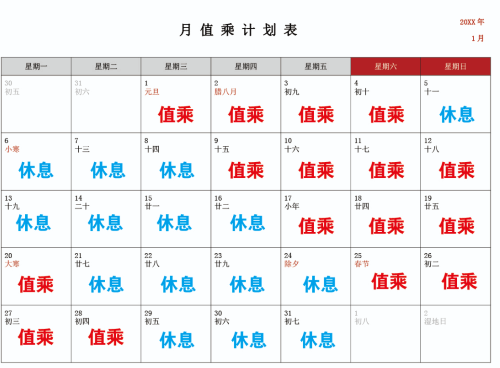 月值乘计划表
20XX 年
1 月
星期一 星期二 星期三 星期四 星期五 星期六 星期日
30 31 1 2 3 4 5
初五 初六 元旦 腊八月 初九 初十 十一
值乘 值乘 值乘 值乘 休息
6 7 8 9 10 11 12
小寒 十三 十四 十五 十六 十七 十八
休息 休息 休息 值乘 值乘 值乘 值乘
13 14 15 16 17 18 19
十九 二十 廿一 廿二 小年 廿四 廿五
休息 休息 休息 休息 值乘 值乘 值乘
20 21 22 23 24 25 26
大寒 廿七 廿八 廿九 除夕 春节 初二
值乘 休息 休息 休息 休息 值乘 值乘
27 28 29 30 31 1 2
初三 初四 初五 初六 初七 初八 湿地日
值乘 值乘 休息 休息 休息